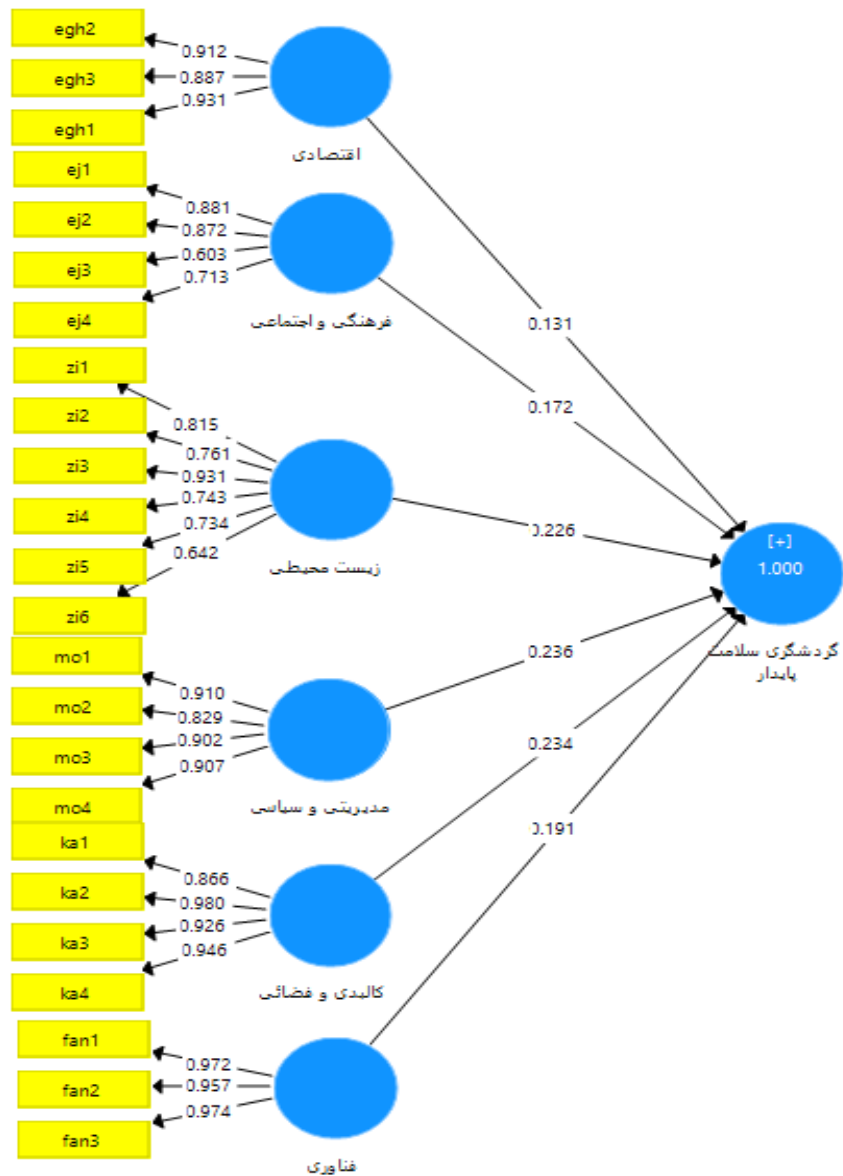 egh2
egh3
egh1
0.912
0.887
0.931
اقتصادی
ej1
ej2
ej3
ej4
0.881
0.872
0.603
0.713
فرهنگی و اجتماعی
zi1
zi2
zi3
zi4
zi5
zi6
0.815
0.761
0.931
0.743
0.734
0.642
زیست محیطی
mo1
mo2
mo3
mo4
0.910
0.829
0.902
0.907
مدیریتی و سیاسی
ka1
ka2
ka3
ka4
0.866
0.980
0.926
0.946
کالبدی و فضائی
fan1
fan2
fan3
0.972
0.957
0.974
فناوری
0.131
0.172
0.226
0.236
0.234
0.191
[+]
1.000
گردشگری سلامت
پایدار